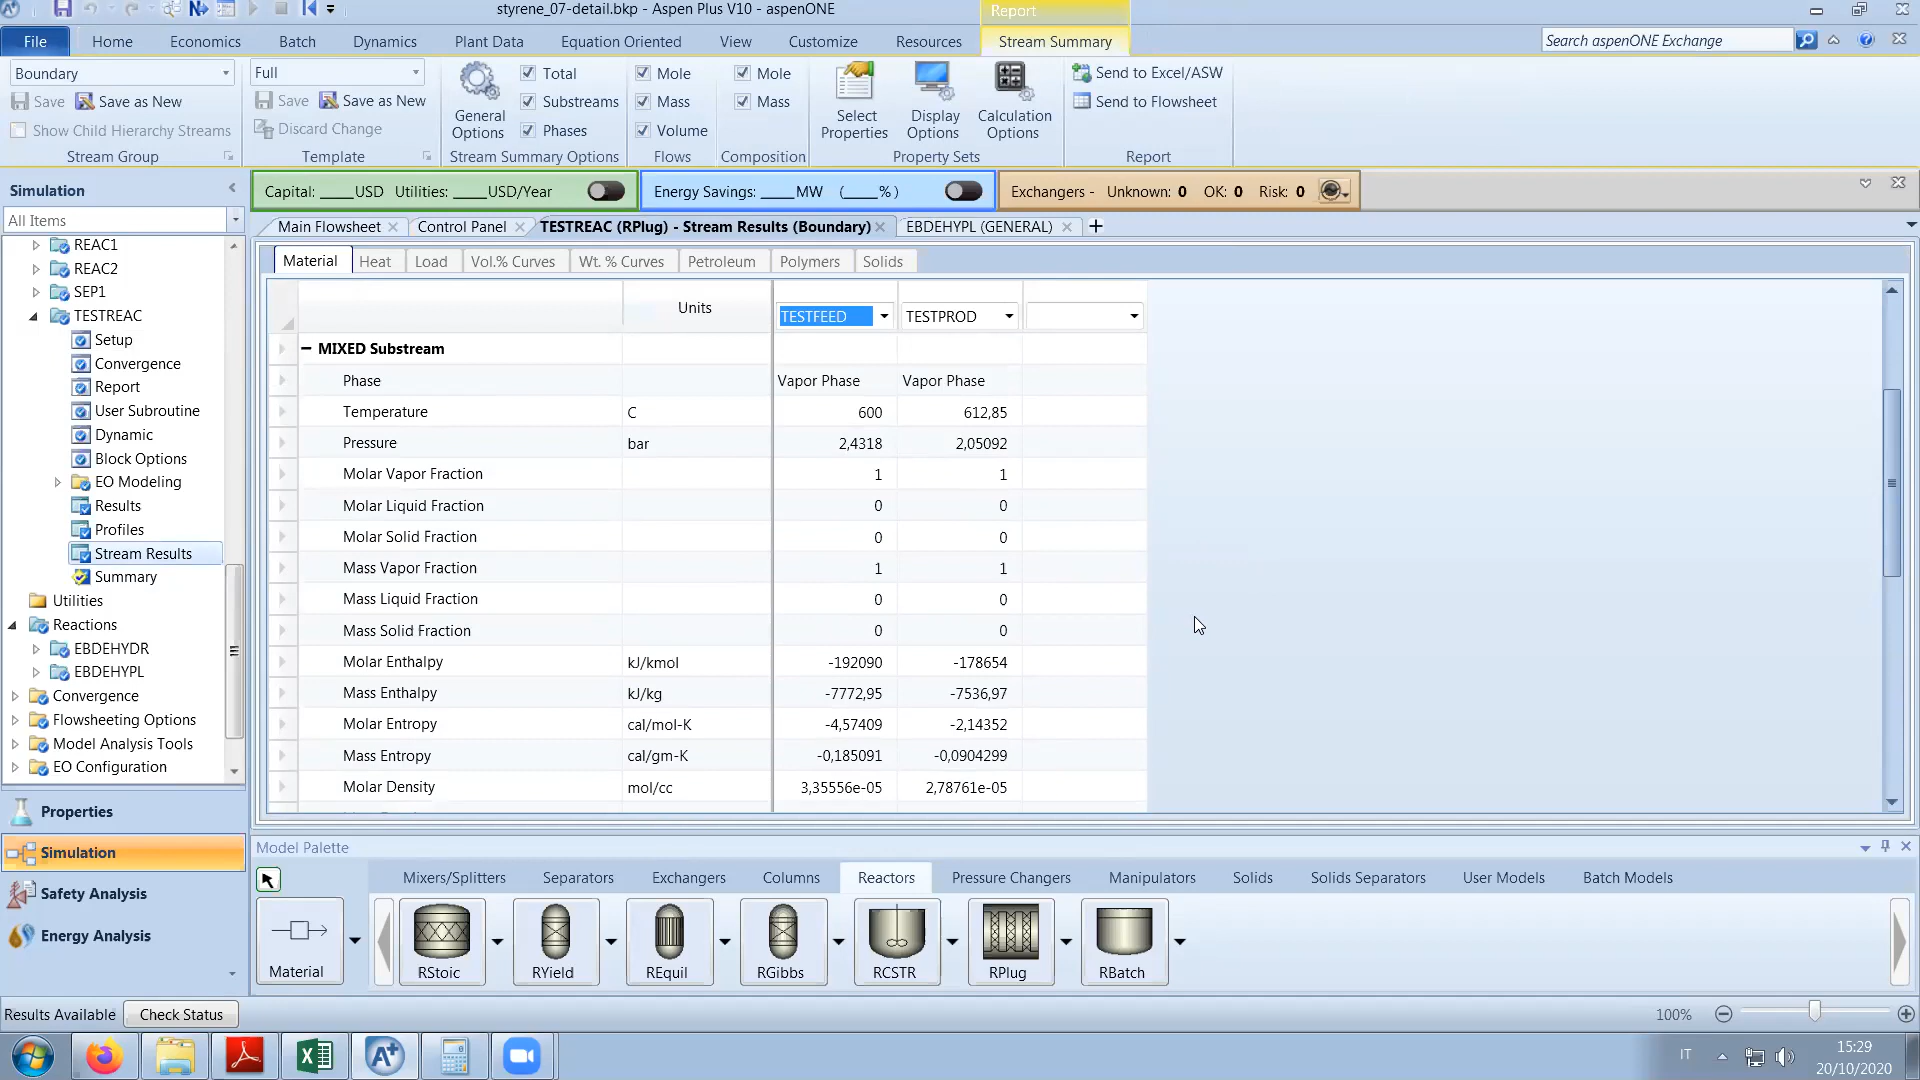 styrene_07-detail.bkp - Aspen Plus V10 - aspenONE
Report
File Home Economics Batch Dynamics Plant Data Equation Oriented View Customize Resources Stream Summary
Search aspenONE Exchange
Boundary Full Total Mole Mole Send to Excel/ASW
Save Save as New Save Save as New General Options Substreams Mass Mass Select Properties Display Options Calculation Options Send to Flowsheet
Show Child Hierarchy Streams Discard Change Phases Volume
Stream Group Template Stream Summary Options Flows Composition Property Sets Report
Simulation
Capital: _____USD Utilities: _____USD/Year Energy Savings: _____MW (_____%) Exchangers - Unknown: 0 OK: 0 Risk: 0
All Items
Main Flowsheet Control Panel TESTREAC (RPlug) - Stream Results (Boundary) EBDEHYPL (GENERAL)
Material Heat Load Vol.% Curves Wt. % Curves Petroleum Polymers Solids
REAC1
REAC2
SEP1
TESTREAC
Setup
Convergence
Report
User Subroutine
Dynamic
Block Options
EO Modeling
Results
Profiles
Stream Results
Summary
Utilities
Reactions
EBDEHYDR
EBDEHYPL
Convergence
Flowsheeting Options
Model Analysis Tools
EO Configuration
Properties
Simulation
Safety Analysis
Energy Analysis
Units TESTFEED TESTPROD
MIXED Substream
Phase Vapor Phase Vapor Phase
Temperature C 600 612,85
Pressure bar 2,4318 2,05092
Molar Vapor Fraction 1 1
Molar Liquid Fraction 0 0
Molar Solid Fraction 0 0
Mass Vapor Fraction 1 1
Mass Liquid Fraction 0 0
Mass Solid Fraction 0 0
Molar Enthalpy kJ/kmol -192090 -178654
Mass Enthalpy kJ/kg -7772,95 -7536,97
Molar Entropy cal/mol-K -4,57409 -2,14352
Mass Entropy cal/gm-K -0,185091 -0,0904299
Molar Density mol/cc 3,35556e-05 2,78761e-05
Model Palette
Mixers/Splitters Separators Exchangers Columns Reactors Pressure Changers Manipulators Solids Solids Separators User Models Batch Models
Material RStoic RYield REquil RGibbs RCSTR RPlug RBatch
Results Available Check Status 100%
IT 15:29
20/10/2020